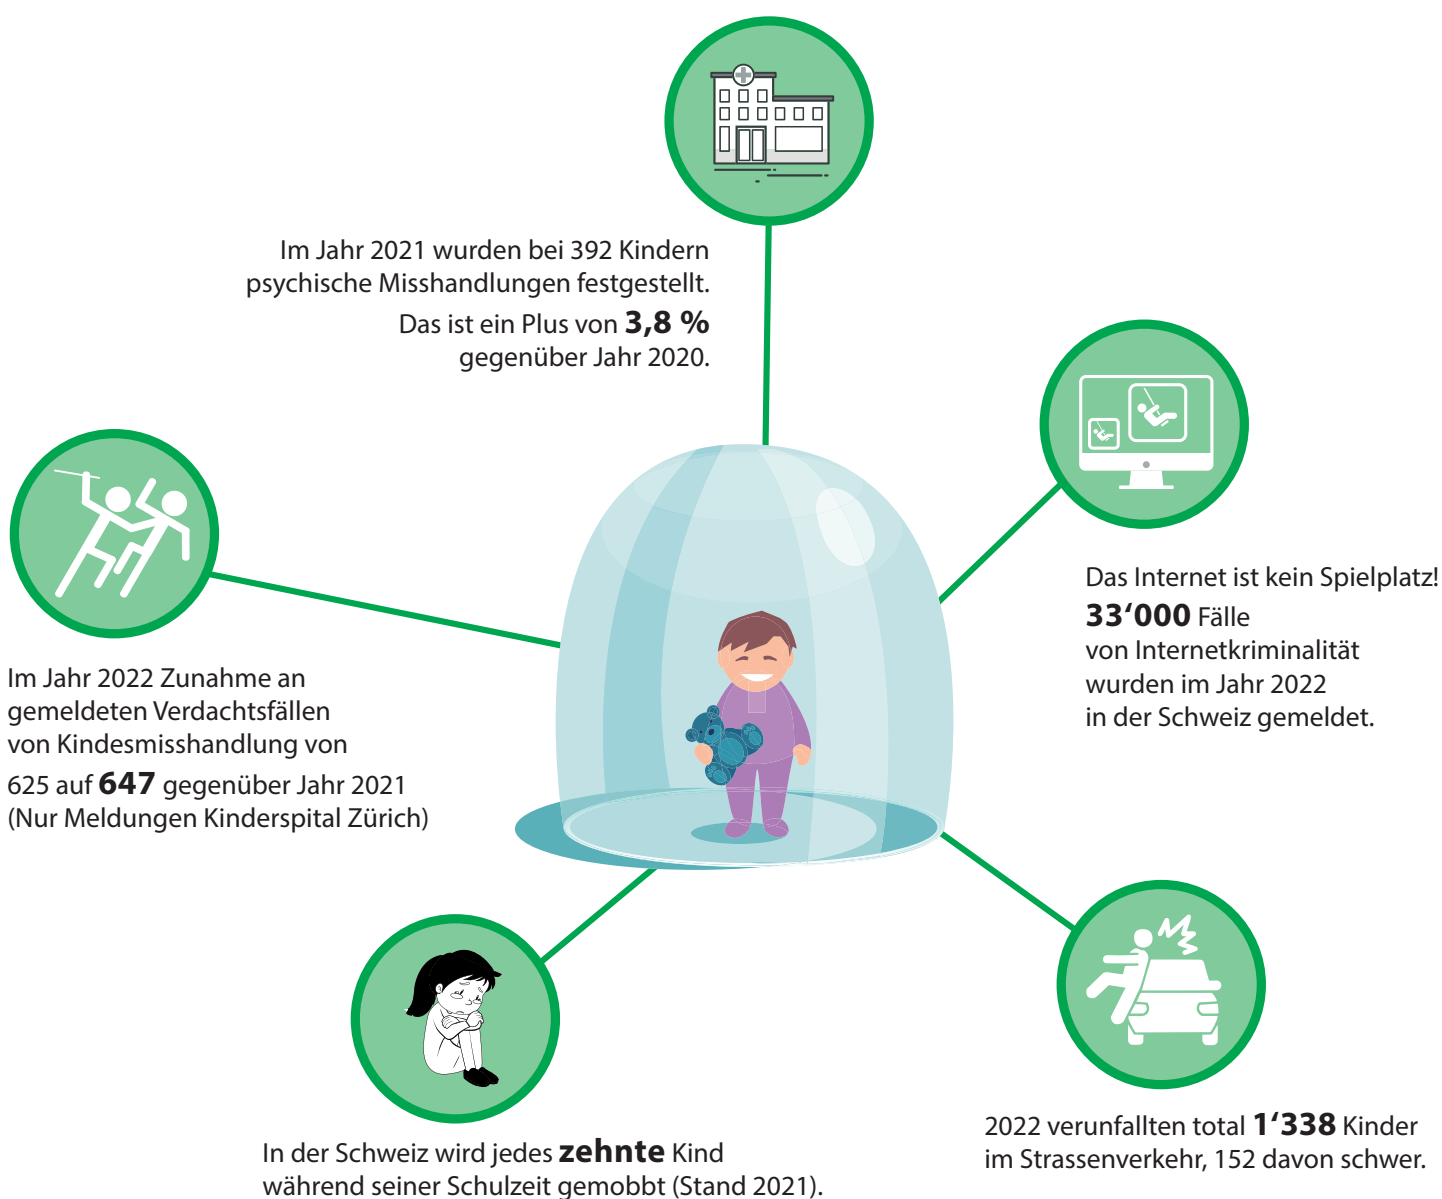 Im Jahr 2021 wurden bei 392 Kindern
psychische Misshandlungen festgestellt.
Das ist ein Plus von 3,8 %
gegenüber Jahr 2020.
Das Internet ist kein Spielplatz!
33‘000 Fälle
von Internetkriminalität
wurden im Jahr 2022
in der Schweiz gemeldet.
Im Jahr 2022 Zunahme an
gemeldeten Verdachtsfällen
von Kindesmisshandlung von
625 auf 647 gegenüber Jahr 2021
(Nur Meldungen Kinderspital Zürich)
2022 verunfallten total 1‘338 Kinder
im Strassenverkehr, 152 davon schwer.
In der Schweiz wird jedes zehnte Kind
während seiner Schulzeit gemobbt (Stand 2021).